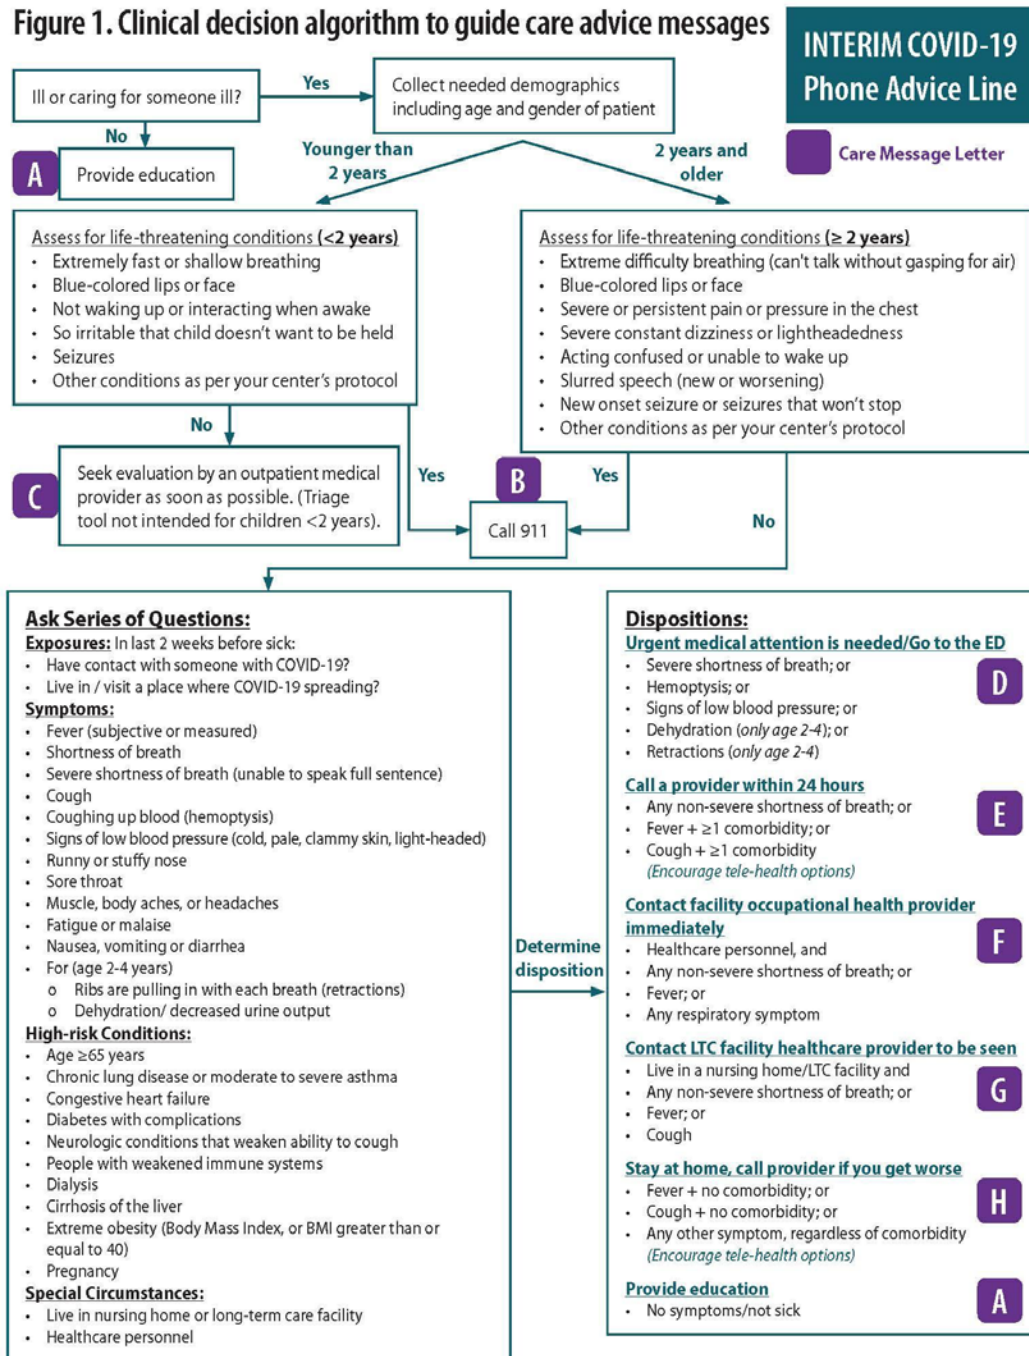 Figure 1. Clinical decision algorithm to guide care advice messages
INTERIM COVID-19
Phone Advice Line
Care Message Letter
Ill or caring for someone ill?
Yes
Collect needed demographics
including age and gender of patient
No
A
Provide education
Younger than
2 years
2 years and
older
Assess for life-threatening conditions (<2 years)
• Extremely fast or shallow breathing
• Blue-colored lips or face
• Not waking up or interacting when awake
• So irritable that child doesn't want to be held
• Seizures
• Other conditions as per your center's protocol
Assess for life-threatening conditions (≥ 2 years)
• Extreme difficulty breathing (can't talk without gasping for air)
• Blue-colored lips or face
• Severe or persistent pain or pressure in the chest
• Severe constant dizziness or lightheadedness
• Acting confused or unable to wake up
• Slurred speech (new or worsening)
• New onset seizure or seizures that won't stop
• Other conditions as per your center's protocol
No
C
Seek evaluation by an outpatient medical
provider as soon as possible. (Triage
tool not intended for children <2 years).
Yes
B
Yes
Call 911
No
Ask Series of Questions:
Exposures: In last 2 weeks before sick:
• Have contact with someone with COVID-19?
• Live in / visit a place where COVID-19 spreading?
Symptoms:
• Fever (subjective or measured)
• Shortness of breath
• Severe shortness of breath (unable to speak full sentence)
• Cough
• Coughing up blood (hemoptysis)
• Signs of low blood pressure (cold, pale, clammy skin, light-headed)
• Runny or stuffy nose
• Sore throat
• Muscle, body aches, or headaches
• Fatigue or malaise
• Nausea, vomiting or diarrhea
• For (age 2-4 years)
o Ribs are pulling in with each breath (retractions)
o Dehydration/ decreased urine output
High-risk Conditions:
• Age ≥65 years
• Chronic lung disease or moderate to severe asthma
• Congestive heart failure
• Diabetes with complications
• Neurologic conditions that weaken ability to cough
• People with weakened immune systems
• Dialysis
• Cirrhosis of the liver
• Extreme obesity (Body Mass Index, or BMI greater than or
equal to 40)
• Pregnancy
Special Circumstances:
• Live in nursing home or long-term care facility
• Healthcare personnel
Determine
disposition
Dispositions:
Urgent medical attention is needed/Go to the ED
• Severe shortness of breath; or
• Hemoptysis; or
• Signs of low blood pressure; or
• Dehydration (only age 2-4); or
• Retractions (only age 2-4)
D
Call a provider within 24 hours
• Any non-severe shortness of breath; or
• Fever + ≥1 comorbidity; or
• Cough + ≥1 comorbidity
(Encourage tele-health options)
E
Contact facility occupational health provider
immediately
• Healthcare personnel, and
• Any non-severe shortness of breath; or
• Fever; or
• Any respiratory symptom
F
Contact LTC facility healthcare provider to be seen
• Live in a nursing home/LTC facility and
• Any non-severe shortness of breath; or
• Fever; or
• Cough
G
Stay at home, call provider if you get worse
• Fever + no comorbidity; or
• Cough + no comorbidity; or
• Any other symptom, regardless of comorbidity
(Encourage tele-health options)
H
Provide education
• No symptoms/not sick
A